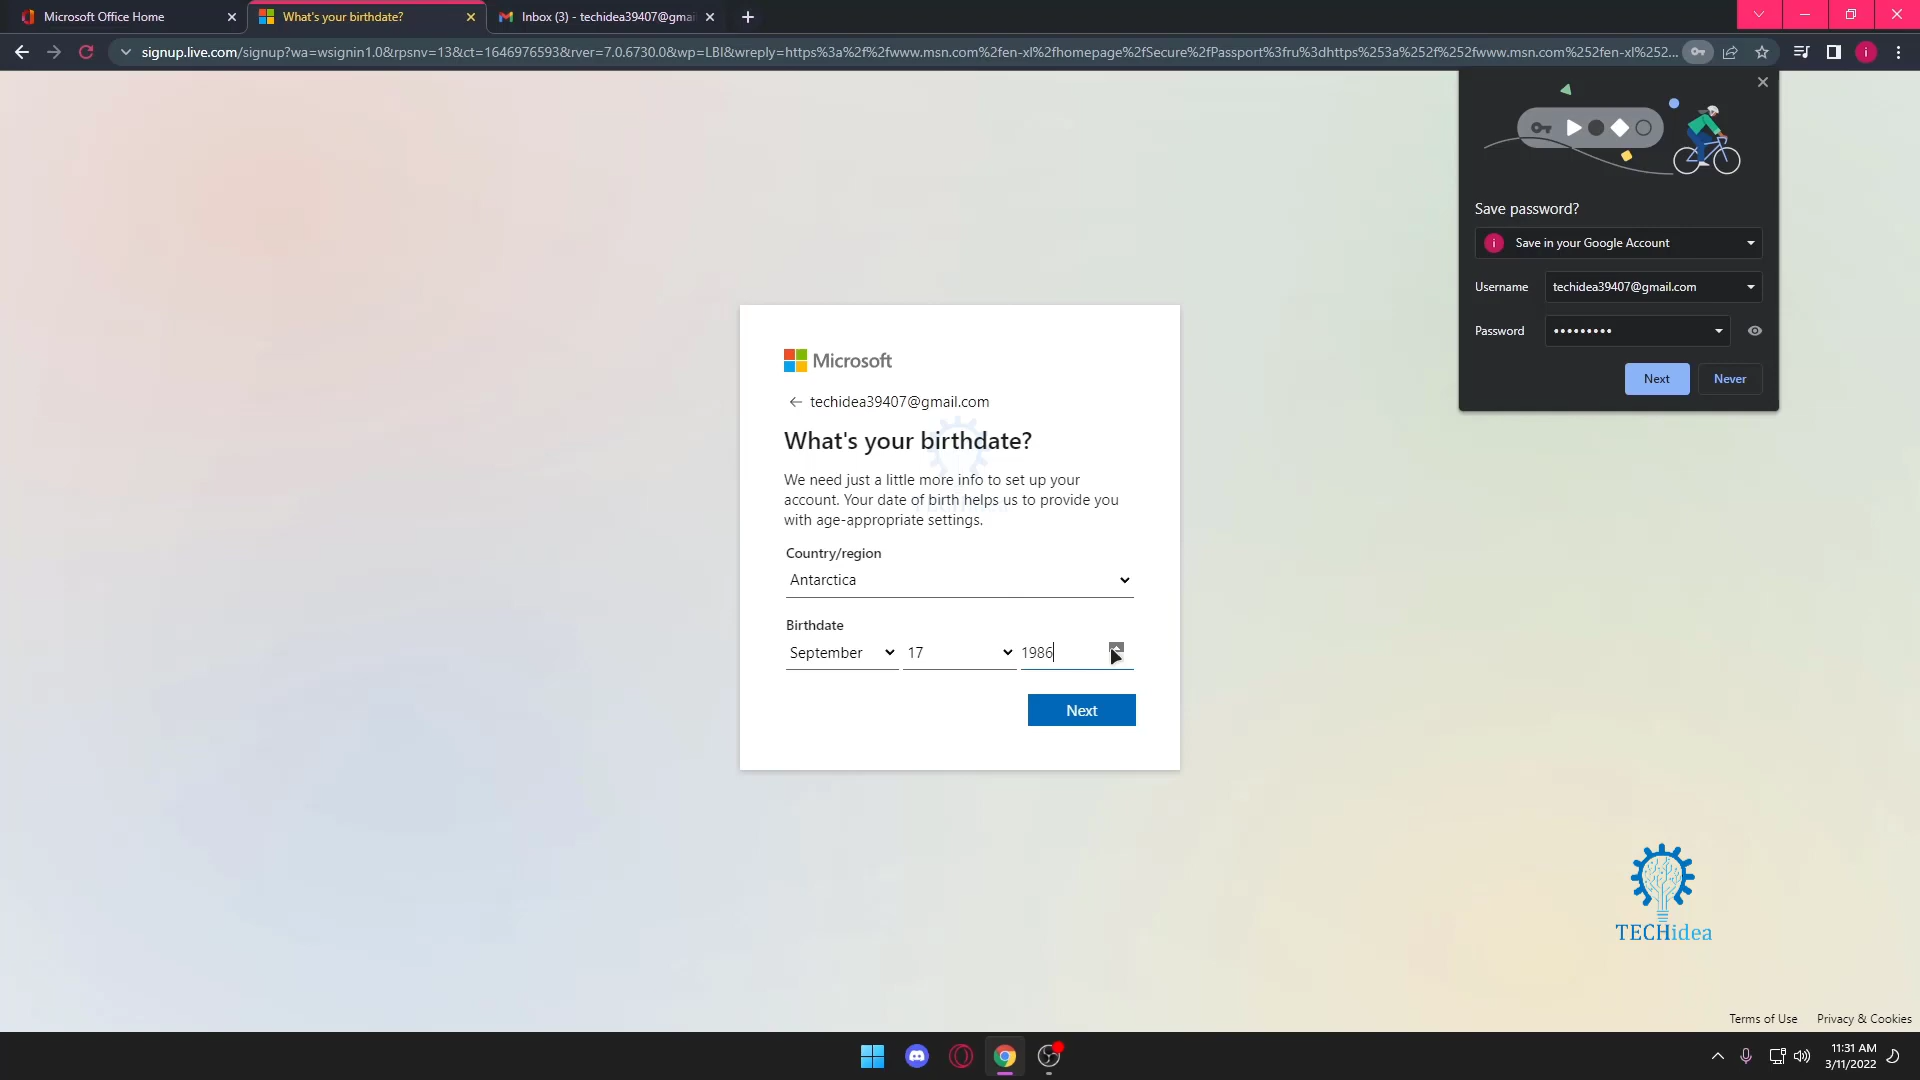 Microsoft Office Home
What's your birthdate?
Inbox (3) - techidea39407@gmai
signup.live.com/signup?wa=wsignin1.0&rpsnv=13&ct=1646976593&rver=7.0.6730.0&wp=LBI&wreply=https%3a%2f%2fwww.msn.com%2fen-xl%2fhomepage%2fSecure%2fPassport%3fru%3dhttps%253a%252f%252fwww.msn.com%252fen-xl%252...
i
Save password?
i
Save in your Google Account
Username
techidea39407@gmail.com
Password
•••••••••
Next
Never
Microsoft
techidea39407@gmail.com
What's your birthdate?
We need just a little more info to set up your
account. Your date of birth helps us to provide you
with age-appropriate settings.
Country/region
Antarctica
Birthdate
September
17
1986
Next
TECHidea
Terms of Use
Privacy & Cookies
11:31 AM
3/11/2022